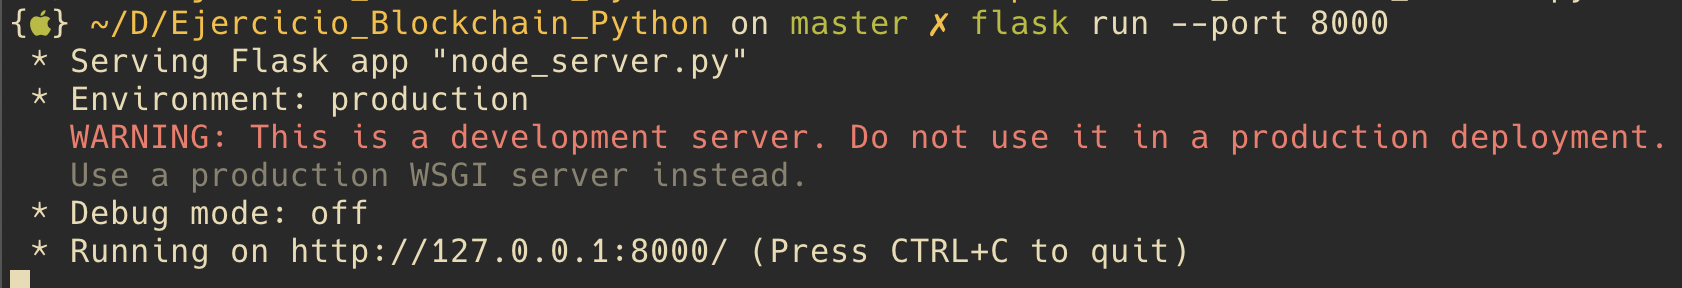 {} ~/D/Ejercicio_Blockchain_Python on master ✗ flask run --port 8000
* Serving Flask app "node_server.py"
* Environment: production
WARNING: This is a development server. Do not use it in a production deployment.
Use a production WSGI server instead.
* Debug mode: off
* Running on http://127.0.0.1:8000/ (Press CTRL+C to quit)